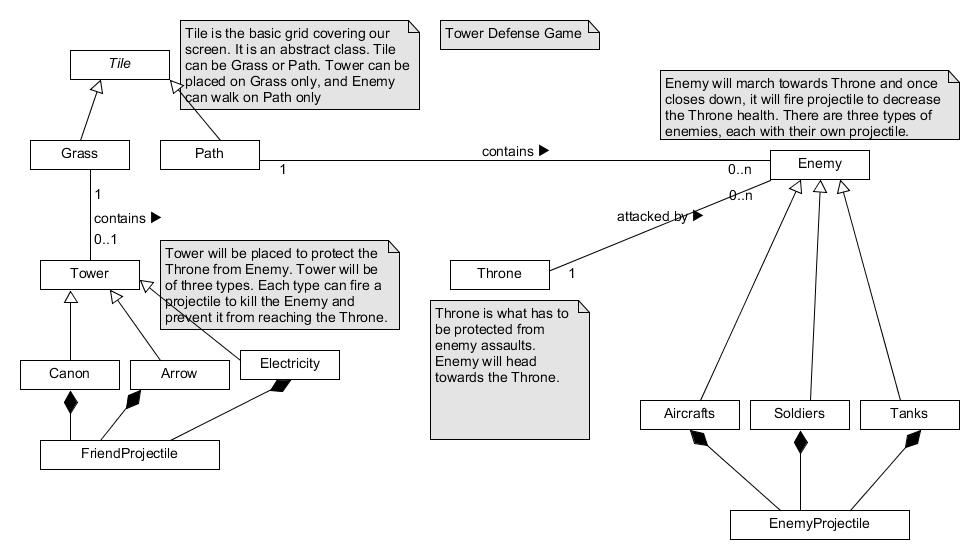 Tile is the basic grid covering our
screen. It is an abstract class. Tile
can be Grass or Path. Tower can be
placed on Grass only, and Enemy
can walk on Path only
Tower Defense Game
Tile
Enemy will march towards Throne and once
closes down, it will fire projectile to decrease
the Throne health. There are three types of
enemies, each with their own projectile.
Grass
Path
contains
1
0..n
Enemy
1
contains
0..1
0..n
attacked by
1
Tower
Tower will be placed to protect the
Throne from Enemy. Tower will be
of three types. Each type can fire a
projectile to kill the Enemy and
prevent it from reaching the Throne.
Throne
Throne is what has to
be protected from
enemy assaults.
Enemy will head
towards the Throne.
Canon
Arrow
Electricity
Aircrafts
Soldiers
Tanks
FriendProjectile
EnemyProjectile